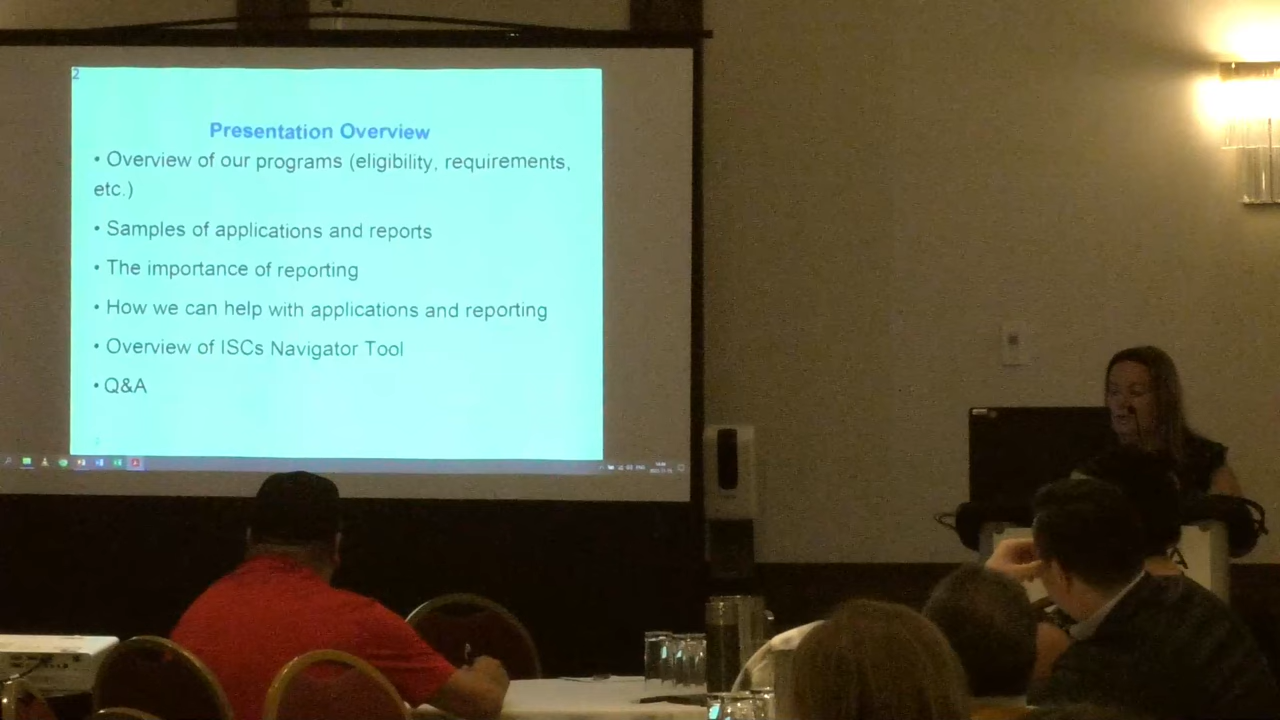 2
Presentation Overview
• Overview of our programs (eligibility, requirements,
etc.)
• Samples of applications and reports
• The importance of reporting
• How we can help with applications and reporting
• Overview of ISCs Navigator Tool
• Q&A